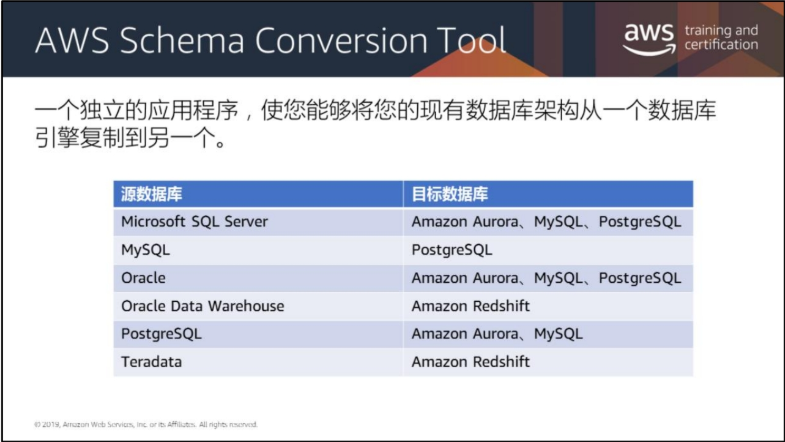 AWS Schema Conversion Tool
aws training and
certification
一个独立的应用程序，使您能够将您的现有数据库架构从一个数据库
引擎复制到另一个。
源数据库 目标数据库
Microsoft SQL Server Amazon Aurora、MySQL、PostgreSQL
MySQL PostgreSQL
Oracle Amazon Aurora、MySQL、PostgreSQL
Oracle Data Warehouse Amazon Redshift
PostgreSQL Amazon Aurora、MySQL
Teradata Amazon Redshift
© 2019, Amazon Web Services, Inc. or its Affiliates. All rights reserved.